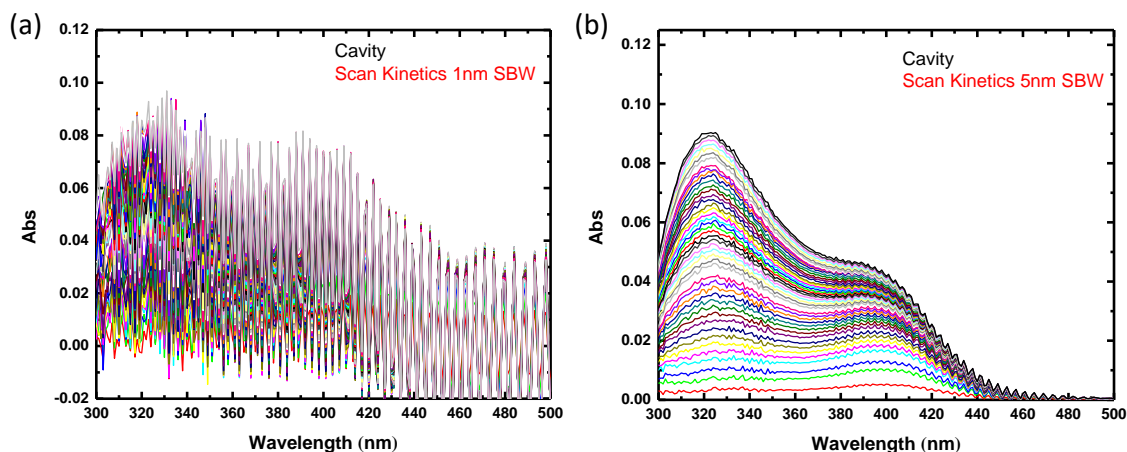 (a)
Cavity
Scan Kinetics 1nm SBW
0.12
0.10
0.08
0.06
0.04
0.02
0.00
-0.02
Abs
300 320 340 360 380 400 420 440 460 480 500
Wavelength (nm)
(b)
Cavity
Scan Kinetics 5nm SBW
0.12
0.10
0.08
0.06
0.04
0.02
0.00
Abs
300 320 340 360 380 400 420 440 460 480 500
Wavelength (nm)